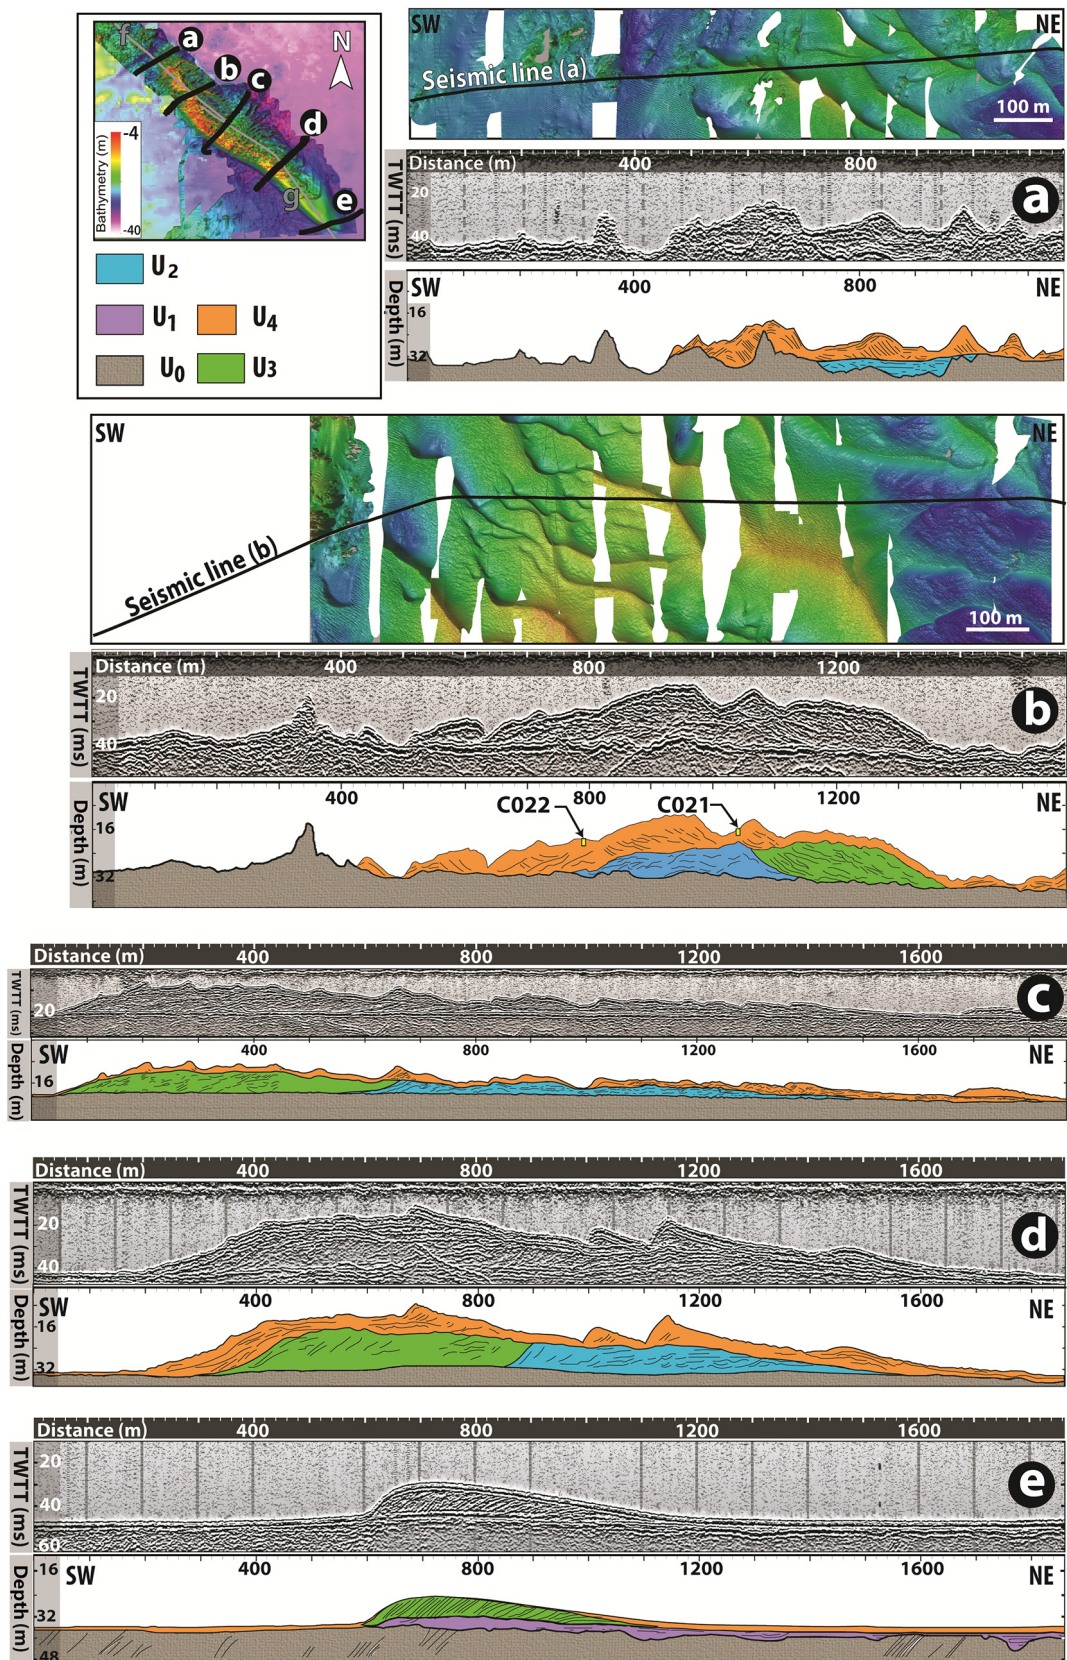 f
a
b
c
d
g
e
N
Bathymetry (m)
-4
-40
U2
U1
U4
U0
U3
SW
NE
Seismic line (a)
100 m
Distance (m)
400
800
TWTT (ms)
20
40
a
SW
400
800
NE
Depth (m)
16
32
SW
NE
Seismic line (b)
100 m
Distance (m)
400
800
1200
TWTT (ms)
20
40
b
SW
400
800
1200
NE
C022
C021
Depth (m)
16
32
Distance (m)
400
800
1200
1600
TWTT (ms)
20
c
SW
400
800
1200
1600
NE
Depth (m)
16
Distance (m)
400
800
1200
1600
TWTT (ms)
20
40
d
SW
400
800
1200
1600
NE
Depth (m)
-16
32
Distance (m)
400
800
1200
1600
TWTT (ms)
20
40
60
e
-16
SW
400
800
1200
1600
NE
Depth (m)
32
48